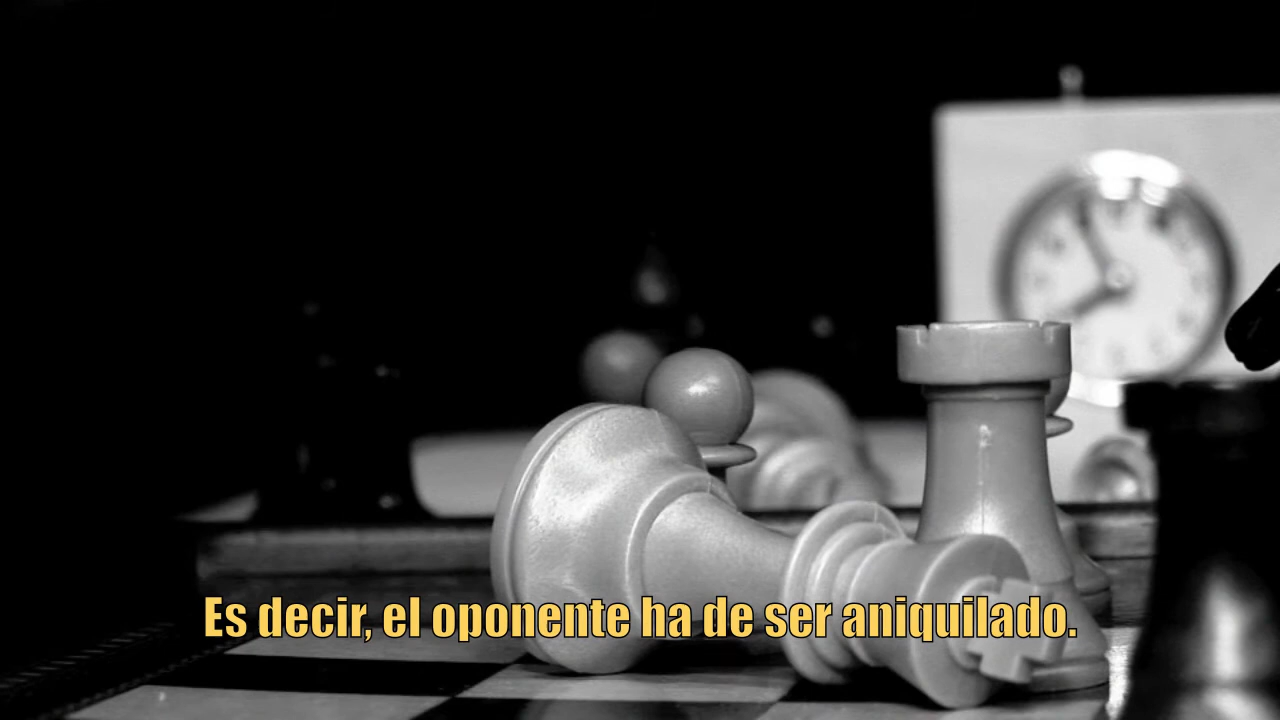 Es decir, el oponente ha de ser aniquilado.